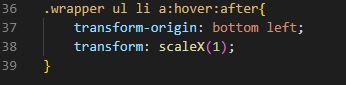 36 .wrapper ul li a:hover:after{
37     transform-origin: bottom left;
38     transform: scaleX(1);
39 }